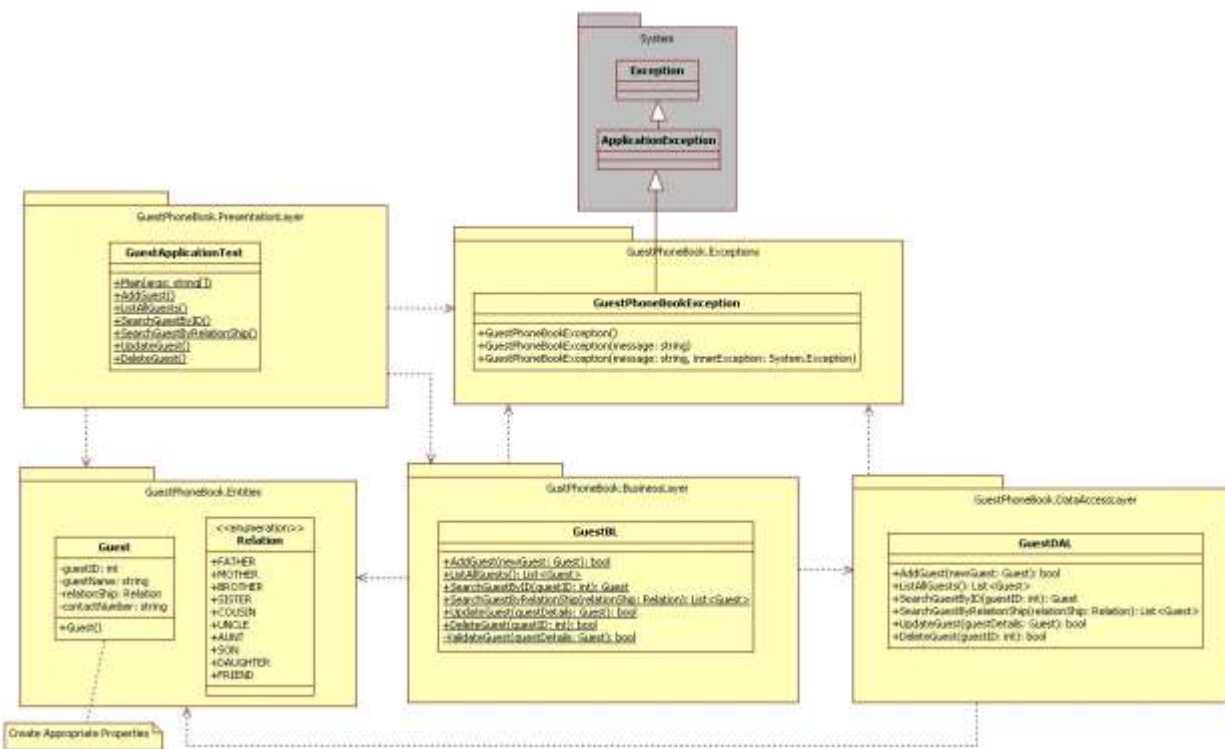 System
Exception
ApplicationException
GuestPhoneBook.PresentationLayer
GuestApplicationTest
+Main(args: string[])
+AddGuest()
+ListAllGuests()
+SearchGuestByID()
+SearchGuestByRelationShip()
+UpdateGuest()
+DeleteGuest()
GuestPhoneBook.Exceptions
GuestPhoneBookException
+GuestPhoneBookException()
+GuestPhoneBookException(message: string)
+GuestPhoneBookException(message: string, innerException: System.Exception)
GuestPhoneBook.Entities
Guest
-guestID: int
-guestName: string
-relationShip: Relation
-contactNumber: string
+Guest()
<<enumeration>>
Relation
+FATHER
+MOTHER
+BROTHER
+SISTER
+COUSIN
+UNCLE
+AUNT
+SON
+DAUGHTER
+FRIEND
Create Appropriate Properties
GustPhoneBook.BusinessLayer
GuestBL
+AddGuest(newGuest: Guest): bool
+ListAllGuests(): List <Guest>
+SearchGuestByID(guestID: int): Guest
+SearchGuestByRelationShip(relationShip: Relation): List <Guest>
+UpdateGuest(guestDetails: Guest): bool
+DeleteGuest(guestID: int): bool
-ValidateGuest(guestDetails: Guest): bool
GuestPhoneBook.DataAccessLayer
GuestDAL
+AddGuest(newGuest: Guest): bool
+ListAllGuests(): List <Guest>
+SearchGuestByID(guestID: int): Guest
+SearchGuestByRelationShip(relationShip: Relation): List <Guest>
+UpdateGuest(guestDetails: Guest): bool
+DeleteGuest(guestID: int): bool